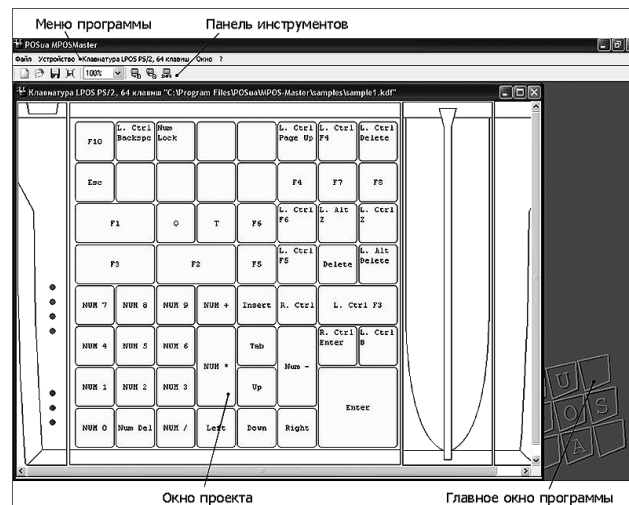 Меню программы
Панель инструментов
POSua MPOSMaster
Файл Устройство Клавиатура LPOS PS/2, 64 клавиш Окно ?
100%
Клавиатура LPOS PS/2, 64 клавиш "C:\Program Files\POSua\MPOS-Master\samples\sample1.kdf"
F10 L. Ctrl Backspc Num Lock L. Ctrl Page Up L. Ctrl F4 L. Ctrl Delete
Esc F4 F7 F8
F1 O T F6 L. Ctrl F6 L. Alt Z L. Ctrl Z
F3 F2 F5 L. Ctrl F5 Delete L. Alt Delete
NUM 7 NUM 8 NUM 9 NUM + Insert R. Ctrl L. Ctrl F3
NUM 4 NUM 5 NUM 6 NUM * Tab Num - R. Ctrl Enter L. Ctrl B
NUM 1 NUM 2 NUM 3 Up Enter
NUM 0 Num Del NUM / Left Down Right
U
O S
A
Окно проекта
Главное окно программы